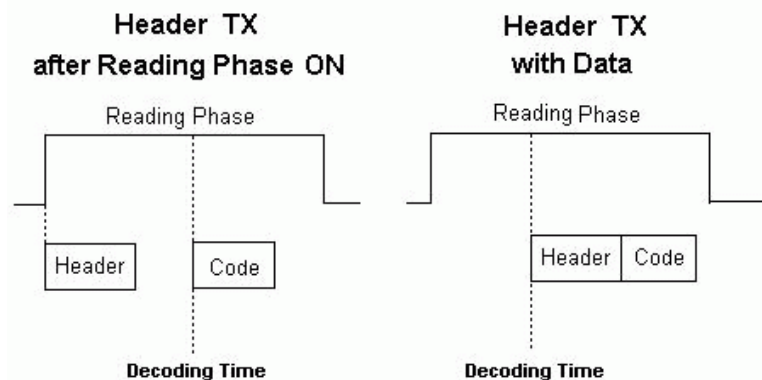 Header TX
after Reading Phase ON
Reading Phase
Header
Code
Decoding Time
Header TX
with Data
Reading Phase
Header
Code
Decoding Time